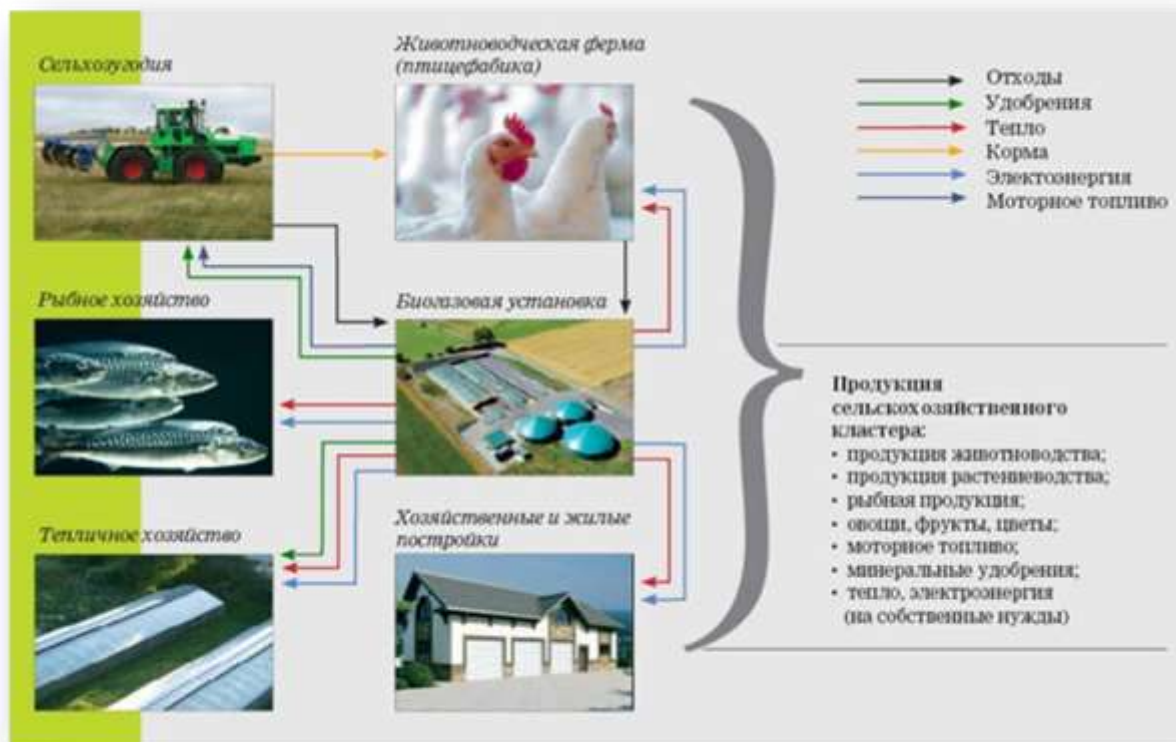 Сельхозугодия
Животноводческая ферма
(птицефабика)
Отходы
Удобрения
Тепло
Корма
Электоэнергия
Моторное топливо
Рыбное хозяйство
Биогазовая установка
Продукция
сельскохозяйственного
кластера:
• продукция животноводства;
• продукция растениеводства;
• рыбная продукция;
• овощи, фрукты, цветы;
• моторное топливо;
• минеральные удобрения;
• тепло, электроэнергия
(на собственные нужды)
Тепличное хозяйство
Хозяйственные и жилые
постройки